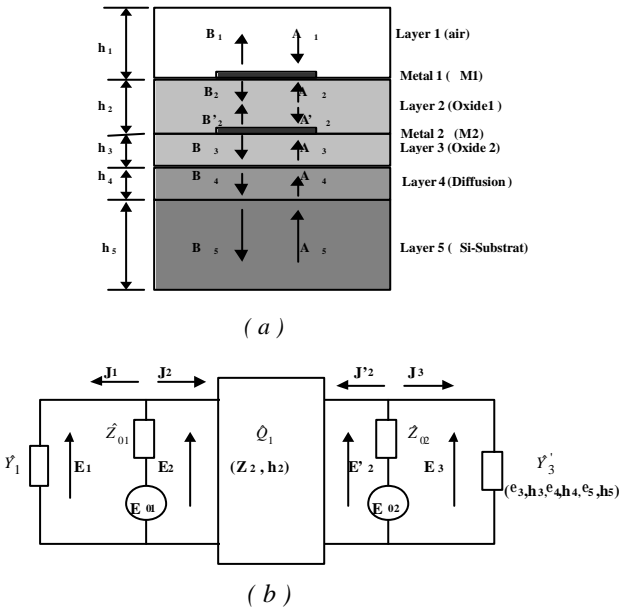 B 1 A 1 Layer 1 (air)
h 1
Metal 1 ( M1)
B 2 A 2
h 2 Layer 2 (Oxide1 )
B' 2 A' 2
Metal 2 (M2)
h 3 B 3 A 3 Layer 3 (Oxide 2)
h 4 B 4 A 4 Layer 4 (Diffusion )
h 5 B 5 A 5 Layer 5 ( Si-Substrat)
( a )
J1 J2 J'2 J3
Ŷ1 E1 Ẑ01 E2 Q̂1 E'2 Ẑ02 E 3 Ŷ'3
(Z2 , h2) (e3,h3,e4,h4,e5,h5)
E 01 E 02
( b )